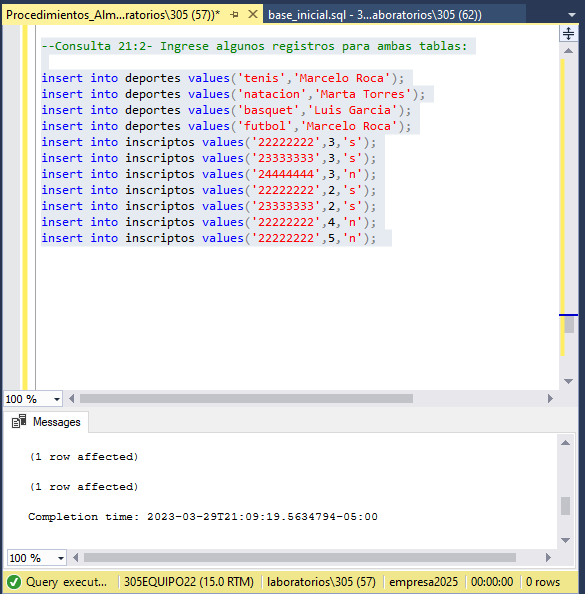 Procedimientos_Alm...ratorios\305 (57))*
base_inicial.sql - 3...aboratorios\305 (62))
--Consulta 21:2- Ingrese algunos registros para ambas tablas:
insert into deportes values('tenis','Marcelo Roca');
insert into deportes values('natacion','Marta Torres');
insert into deportes values('basquet','Luis Garcia');
insert into deportes values('futbol','Marcelo Roca');
insert into inscriptos values('22222222',3,'s');
insert into inscriptos values('23333333',3,'s');
insert into inscriptos values('24444444',3,'n');
insert into inscriptos values('22222222',2,'s');
insert into inscriptos values('23333333',2,'s');
insert into inscriptos values('22222222',4,'n');
insert into inscriptos values('22222222',5,'n');
100 %
Messages
(1 row affected)
(1 row affected)
Completion time: 2023-03-29T21:09:19.5634794-05:00
100 %
Query execut... 305EQUIPO22 (15.0 RTM) laboratorios\305 (57) empresa2025 00:00:00 0 rows